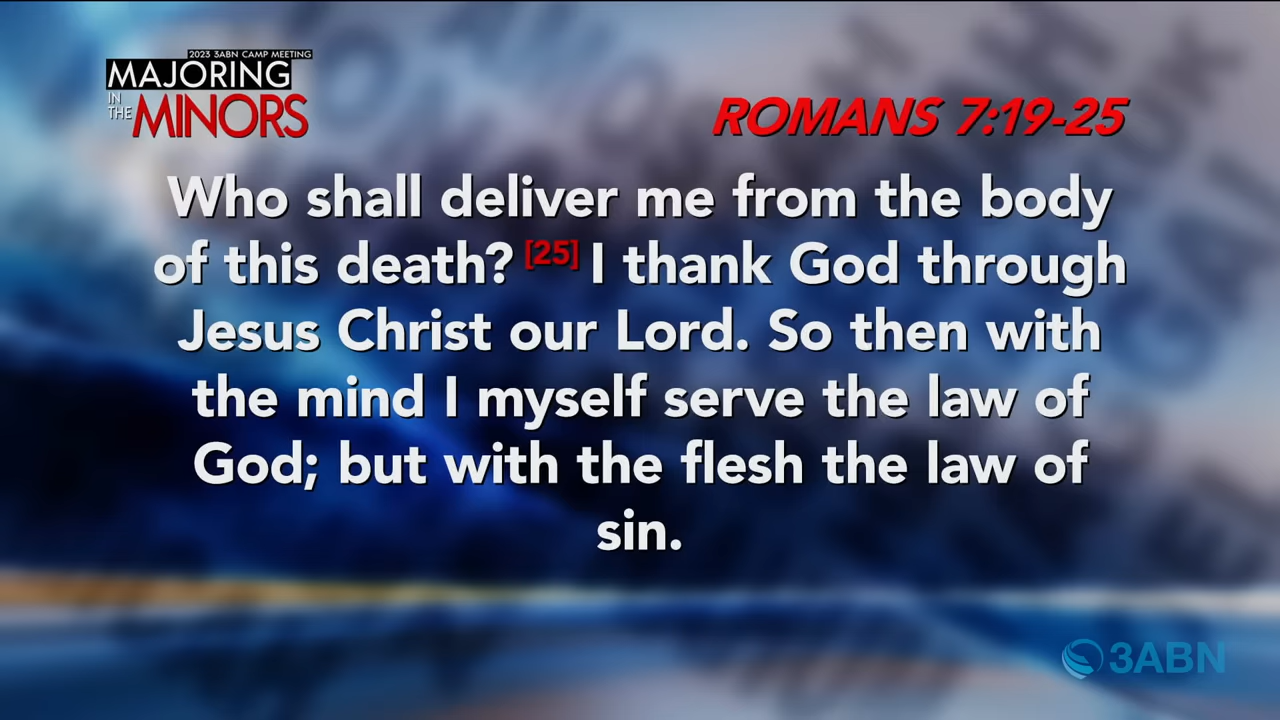 2023 3ABN CAMP MEETING
MAJORING
IN THE MINORS
ROMANS 7:19-25
Who shall deliver me from the body
of this death? [25] I thank God through
Jesus Christ our Lord. So then with
the mind I myself serve the law of
God; but with the flesh the law of
sin.
3ABN